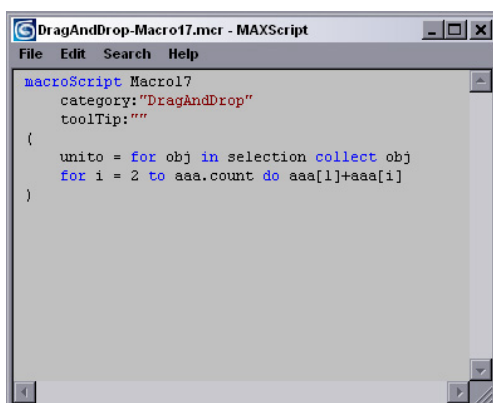 DragAndDrop-Macro17.mcr - MAXScript
File Edit Search Help
macroScript Macro17
category:"DragAndDrop"
toolTip:""
(
unito = for obj in selection collect obj
for i = 2 to aaa.count do aaa[1]+aaa[i]
)